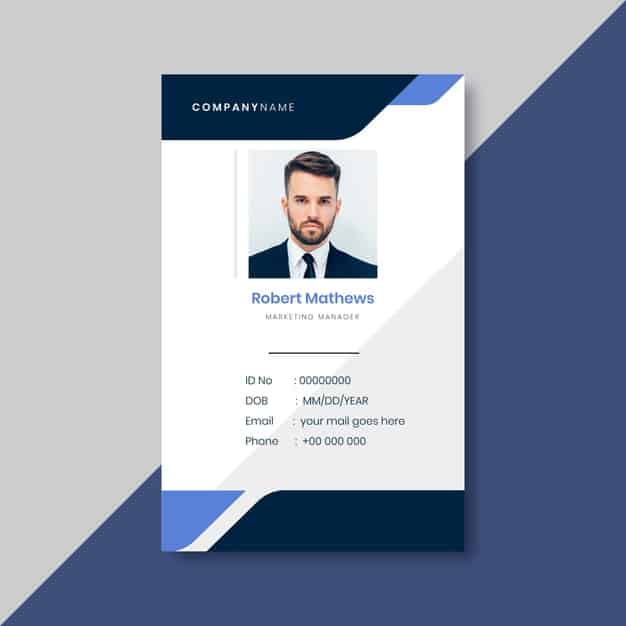 COMPANYNAME
Robert Mathews
MARKETING MANAGER
ID No : 00000000
DOB : MM/DD/YEAR
Email : your mail goes here
Phone : +00 000 000